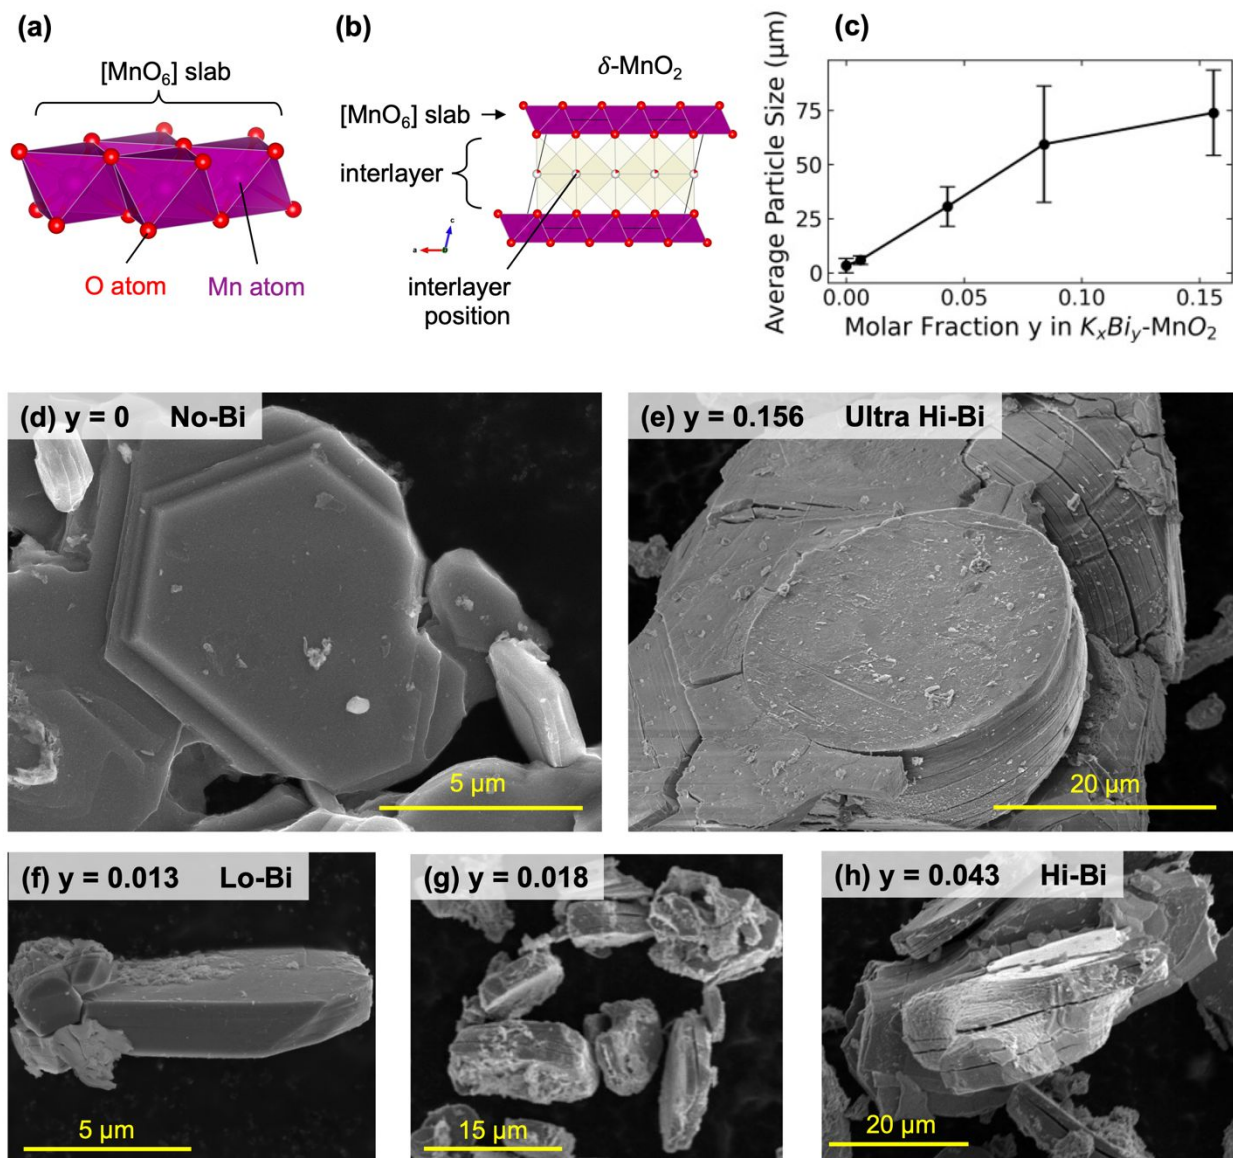 (a)
[MnO₆] slab
O atom
Mn atom
(b)
δ-MnO₂
[MnO₆] slab
interlayer
c
a
interlayer
position
(c)
Average Particle Size (μm)
75
50
25
0
0.00 0.05 0.10 0.15
Molar Fraction y in KₓBiᵧ-MnO₂
(d) y = 0 No-Bi
5 μm
(e) y = 0.156 Ultra Hi-Bi
20 μm
(f) y = 0.013 Lo-Bi
5 μm
(g) y = 0.018
15 μm
(h) y = 0.043 Hi-Bi
20 μm